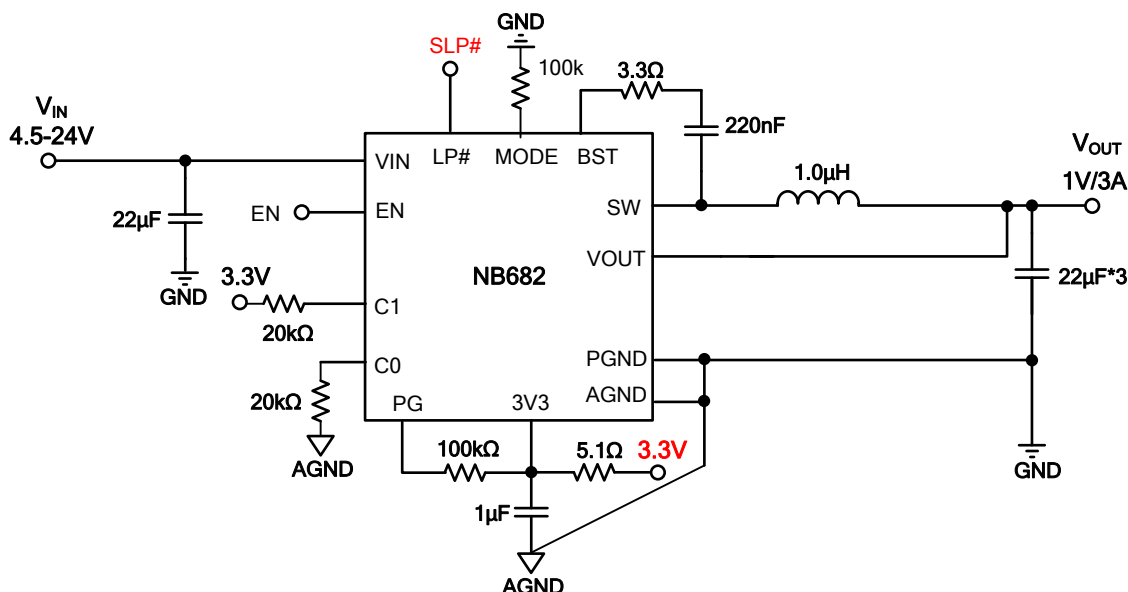 GND
SLP#
100k
3.3Ω
VIN
4.5-24V
220nF
VOUT
1V/3A
VIN
LP#
MODE
BST
1.0µH
22µF
EN
EN
SW
VOUT
NB682
22µF*3
GND
3.3V
20kΩ
C1
C0
PGND
AGND
20kΩ
PG
3V3
AGND
100kΩ
5.1Ω
3.3V
GND
1µF
AGND